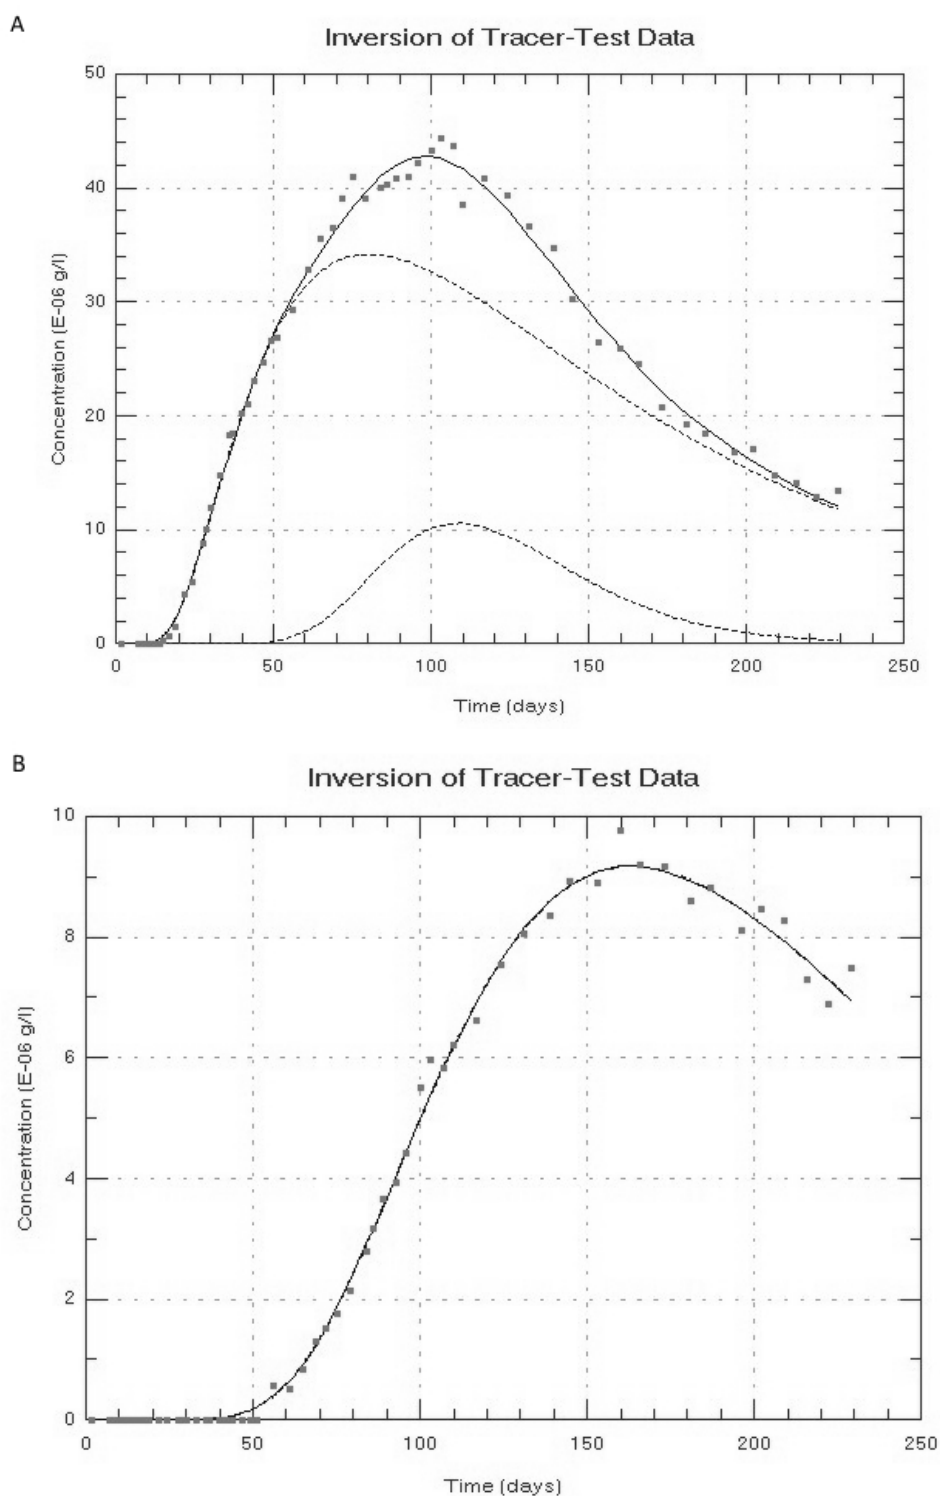 A
Inversion of Tracer-Test Data
50
40
30
20
10
0
Concentration (E-06 g/l)
0 50 100 150 200 250
Time (days)
B
Inversion of Tracer-Test Data
10
8
6
4
2
0
Concentration (E-06 g/l)
0 50 100 150 200 250
Time (days)